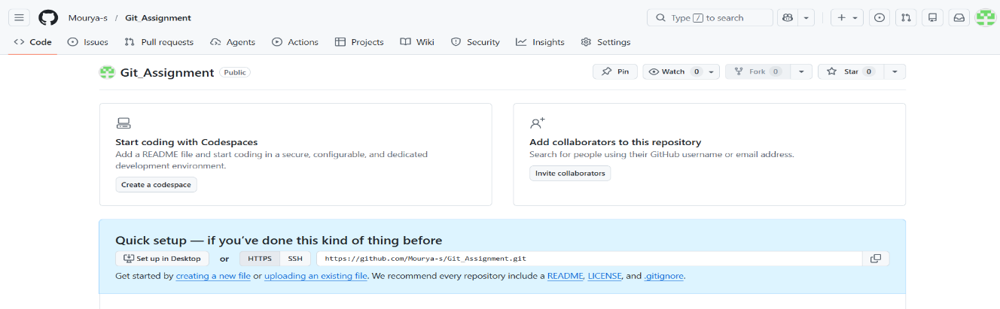 Mourya-s / Git_Assignment Type / to search
Code Issues Pull requests Agents Actions Projects Wiki Security Insights Settings
Git_Assignment Public Pin Watch 0 Fork 0 Star 0
Start coding with Codespaces
Add a README file and start coding in a secure, configurable, and dedicated
development environment.
Create a codespace
Add collaborators to this repository
Search for people using their GitHub username or email address.
Invite collaborators
Quick setup — if you've done this kind of thing before
Set up in Desktop or HTTPS SSH https://github.com/Mourya-s/Git_Assignment.git
Get started by creating a new file or uploading an existing file. We recommend every repository include a README, LICENSE, and .gitignore.